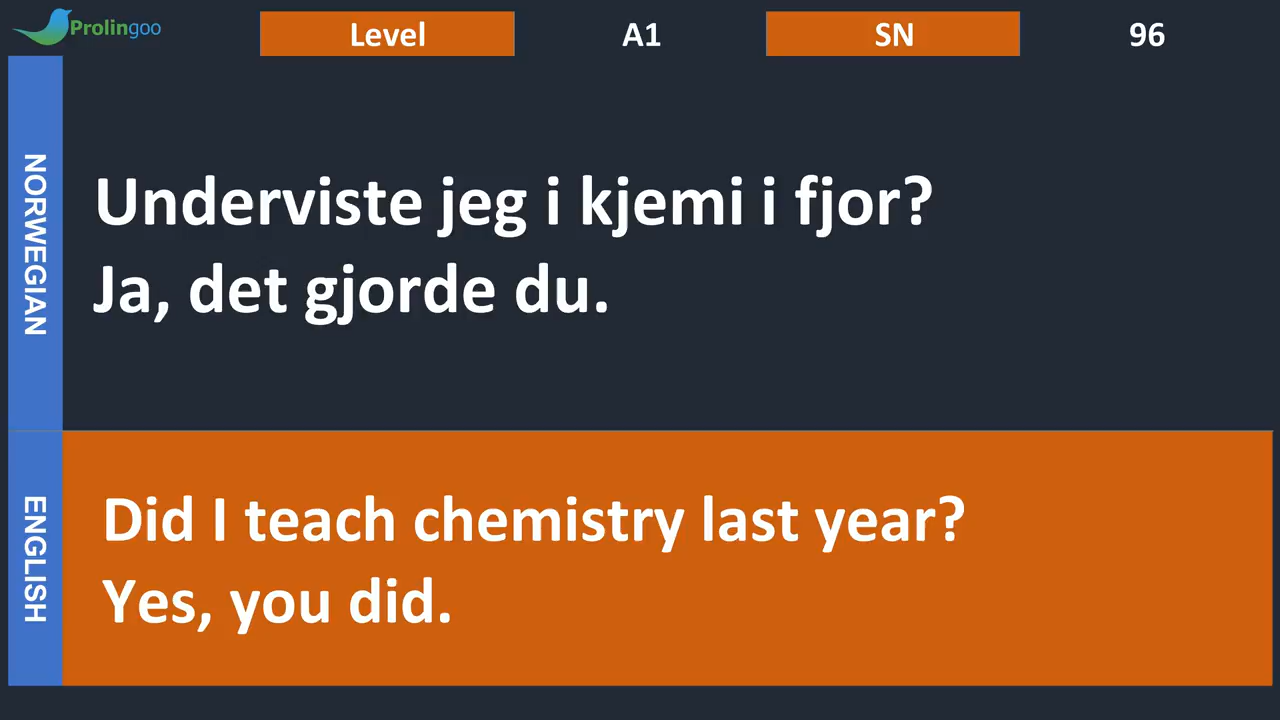 Prolingoo
Level A1 SN 96
NORWEGIAN
Underviste jeg i kjemi i fjor?
Ja, det gjorde du.
ENGLISH
Did I teach chemistry last year?
Yes, you did.